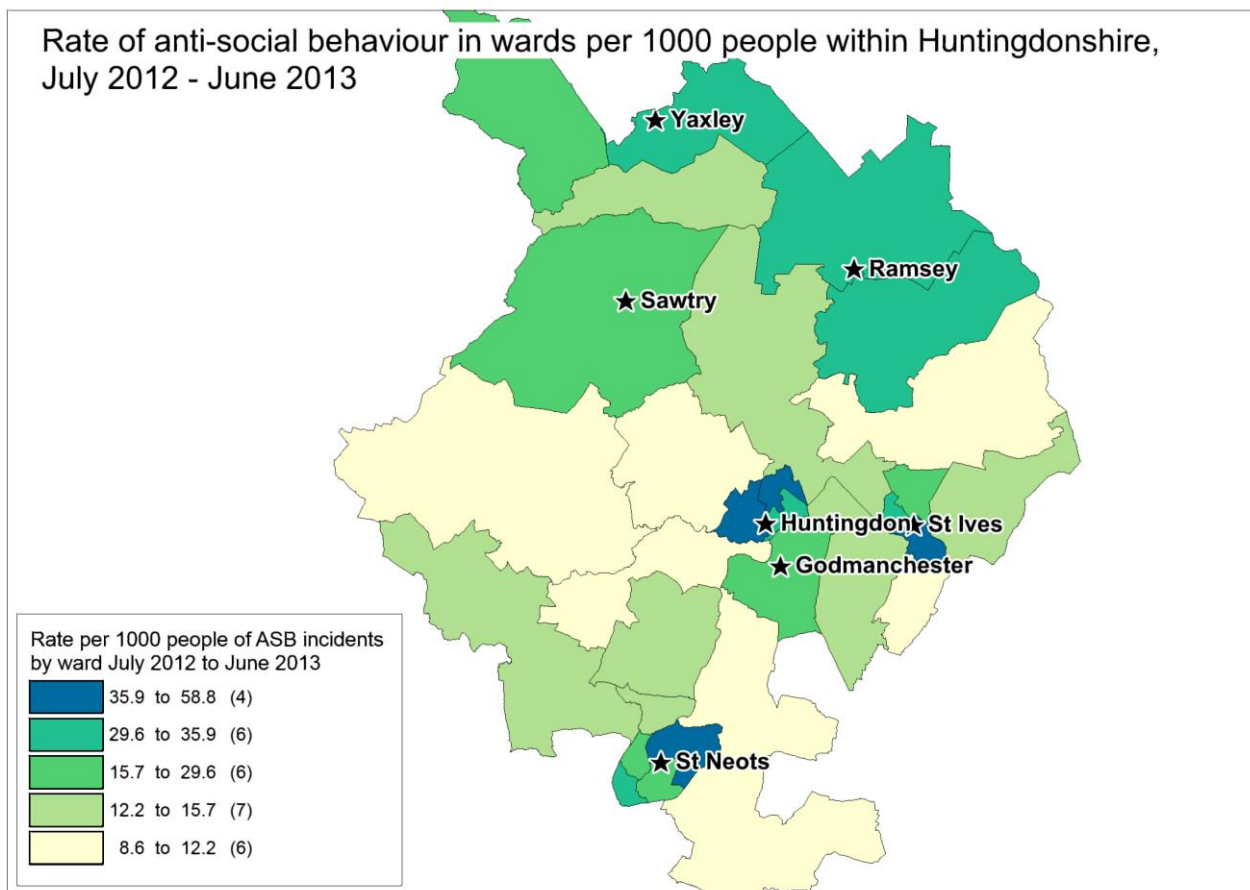 Rate of anti-social behaviour in wards per 1000 people within Huntingdonshire,
July 2012 - June 2013
Yaxley
Ramsey
Sawtry
Huntingdon
St Ives
Godmanchester
St Neots
Rate per 1000 people of ASB incidents
by ward July 2012 to June 2013
35.9 to 58.8 (4)
29.6 to 35.9 (6)
15.7 to 29.6 (6)
12.2 to 15.7 (7)
8.6 to 12.2 (6)